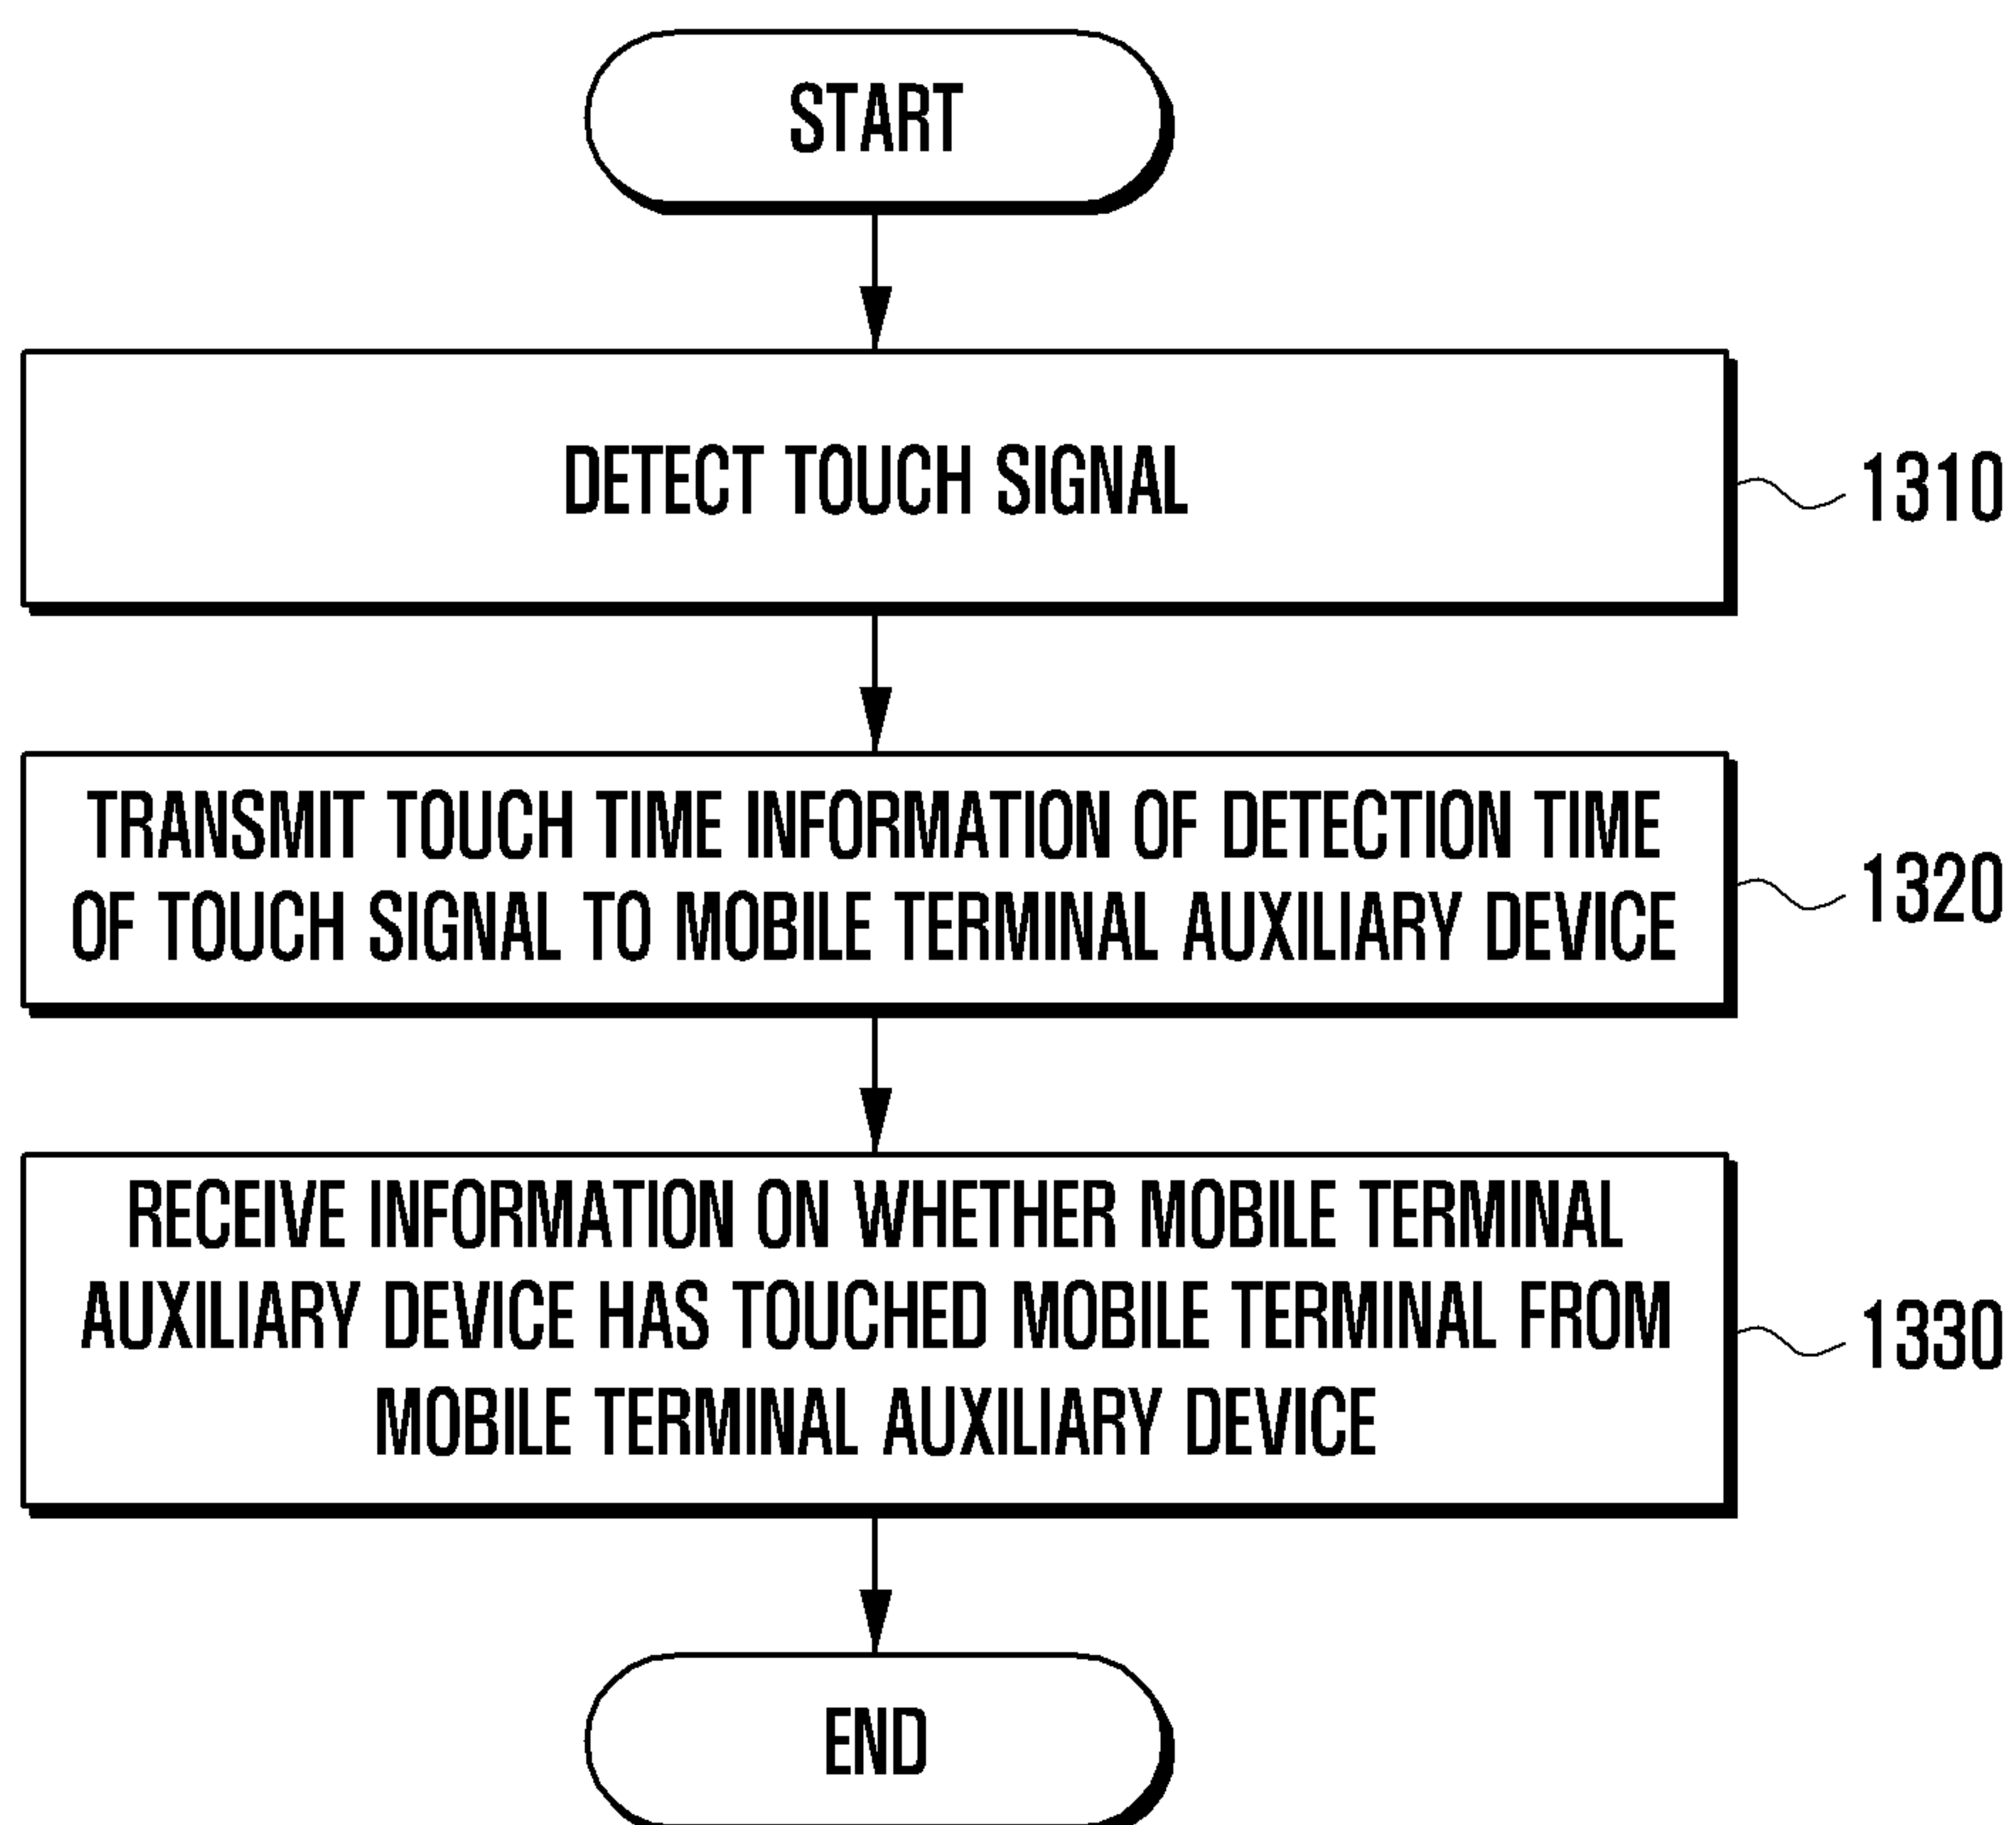 START
DETECT TOUCH SIGNAL
1310
TRANSMIT TOUCH TIME INFORMATION OF DETECTION TIME
OF TOUCH SIGNAL TO MOBILE TERMINAL AUXILIARY DEVICE
1320
RECEIVE INFORMATION ON WHETHER MOBILE TERMINAL
AUXILIARY DEVICE HAS TOUCHED MOBILE TERMINAL FROM
MOBILE TERMINAL AUXILIARY DEVICE
1330
END